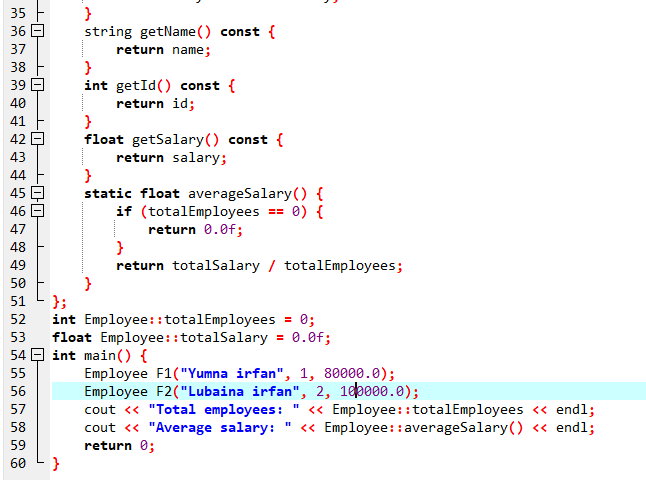 35 }
36 string getName() const {
37 return name;
38 }
39 int getId() const {
40 return id;
41 }
42 float getSalary() const {
43 return salary;
44 }
45 static float averageSalary() {
46 if (totalEmployees == 0) {
47 return 0.0f;
48 }
49 return totalSalary / totalEmployees;
50 }
51 };
52 int Employee::totalEmployees = 0;
53 float Employee::totalSalary = 0.0f;
54 int main() {
55 Employee F1("Yumna irfan", 1, 80000.0);
56 Employee F2("Lubaina irfan", 2, 100000.0);
57 cout << "Total employees: " << Employee::totalEmployees << endl;
58 cout << "Average salary: " << Employee::averageSalary() << endl;
59 return 0;
60 }